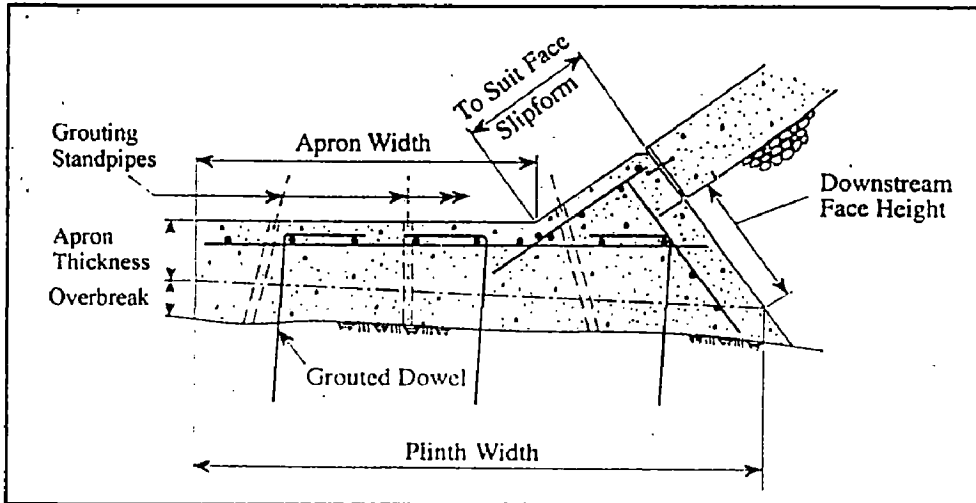 To Suit Face
Slipform
Grouting
Standpipes
Apron Width
Downstream
Face Height
Apron
Thickness
Overbreak
Grouted Dowel
Plinth Width